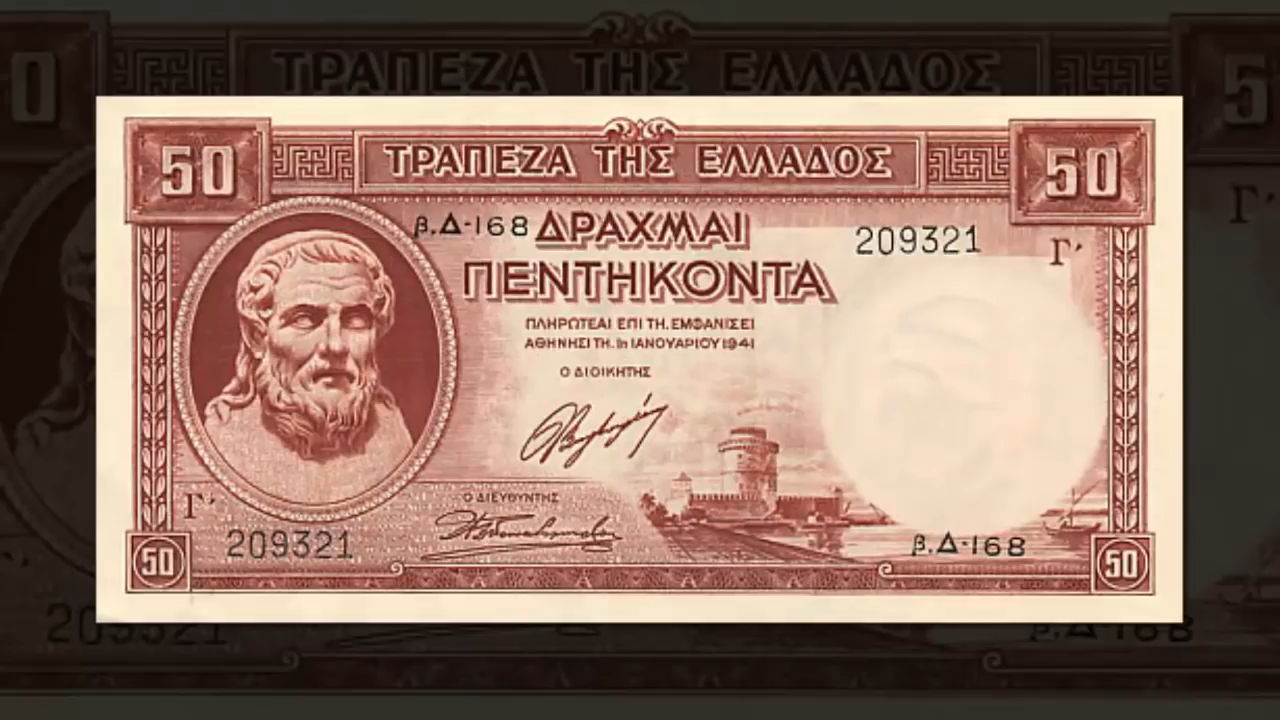 50 ΤΡΑΠΕΖΑ ΤΗΣ ΕΛΛΑΔΟΣ 50
β.Δ-168 ΔΡΑΧΜΑΙ 209321 Γ′
ΠΕΝΤΗΚΟΝΤΑ
ΠΛΗΡΩΤΕΑΙ ΕΠΙ ΤΗ. ΕΜΦΑΝΙΣΕΙ
ΑΘΗΝΗΣΙ ΤΗ. 1η ΙΑΝΟΥΑΡΙΟΥ 1941
Ο ΔΙΟΙΚΗΤΗΣ
Ο ΔΙΕΥΘΥΝΤΗΣ
Γ′
209321 β.Δ-168
50 50